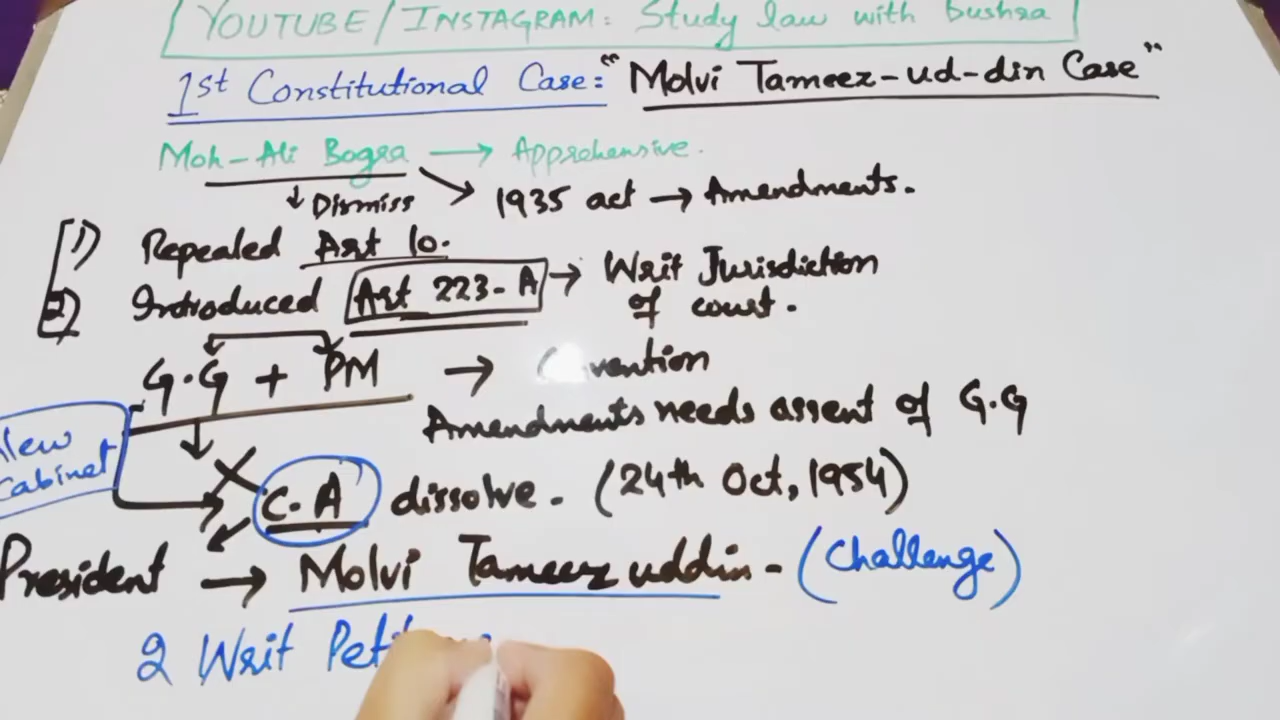 YOUTUBE/INSTAGRAM: Study law with bushra
1st Constitutional Case: "Molvi Tameez-ud-din Case"
Moh-Ali Bogra → Apprehensive.
↓ Dismiss → 1935 act → Amendments.
1) Repealed Art 10.
2) Introduced Art 223-A → Writ Jurisdiction
of court.
G.G + PM →
Amendments needs assent of G.G
New
Cabinet
C.A dissolve. (24th Oct, 1954)
President → Molvi Tameezuddin - (Challenge)
2 Writ